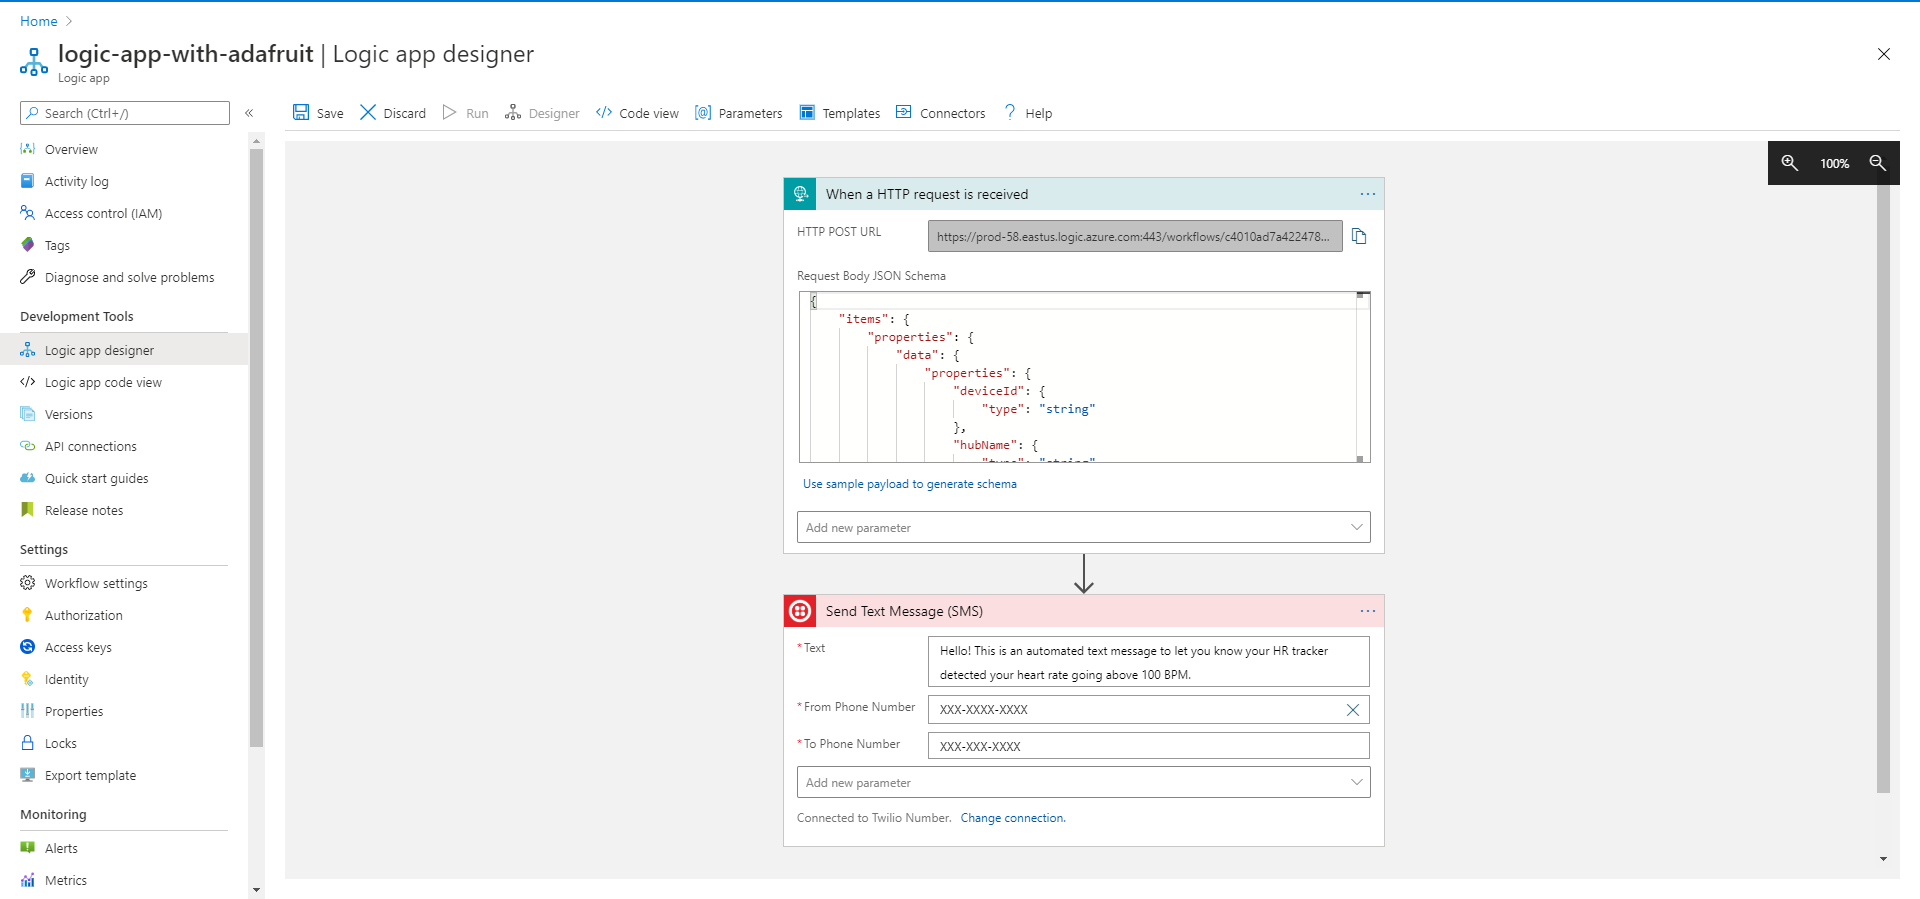 Home
logic-app-with-adafruit | Logic app designer
Logic app
Search (Ctrl+/)
Overview
Activity log
Access control (IAM)
Tags
Diagnose and solve problems
Development Tools
Logic app designer
Logic app code view
Versions
API connections
Quick start guides
Release notes
Settings
Workflow settings
Authorization
Access keys
Identity
Properties
Locks
Export template
Monitoring
Alerts
Metrics
Save Discard Run Designer Code view Parameters Templates Connectors Help
100%
When a HTTP request is received
HTTP POST URL https://prod-58.eastus.logic.azure.com:443/workflows/c4010ad7a422478...
Request Body JSON Schema
{
"items": {
"properties": {
"data": {
"properties": {
"deviceId": {
"type": "string"
},
"hubName": {
"type": "string"
Use sample payload to generate schema
Add new parameter
Send Text Message (SMS)
*Text
Hello! This is an automated text message to let you know your HR tracker
detected your heart rate going above 100 BPM.
*From Phone Number XXX-XXXX-XXXX
*To Phone Number XXX-XXX-XXXX
Add new parameter
Connected to Twilio Number. Change connection.